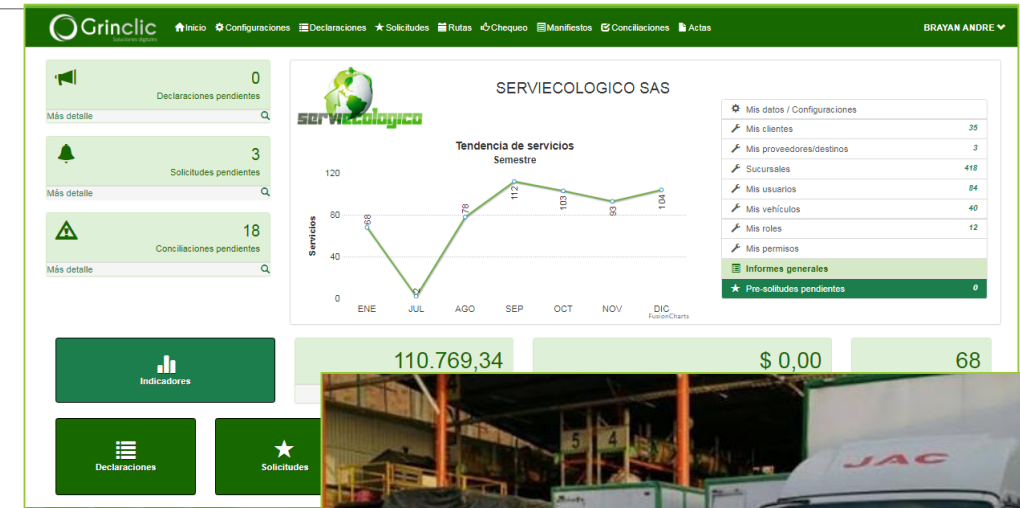 Grinclic
Soluciones digitales
Inicio Configuraciones Declaraciones Solicitudes Rutas Chequeo Manifiestos Conciliaciones Actas
BRAYAN ANDRE
0
Declaraciones pendientes
Más detalle
3
Solicitudes pendientes
Más detalle
18
Conciliaciones pendientes
Más detalle
serviecologico
SERVIECOLOGICO SAS
Tendencia de servicios
Semestre
Servicios
120
80
40
0
68
2
78
112
103
93
104
ENE JUL AGO SEP OCT NOV DIC
FusionCharts
Mis datos / Configuraciones
Mis clientes 35
Mis proveedores/destinos 3
Sucursales 418
Mis usuarios 84
Mis vehículos 40
Mis roles 12
Mis permisos
Informes generales
Pre-solitudes pendientes 0
Indicadores
110.769,34
$ 0,00
68
Declaraciones
Solicitudes
5 4
JAC